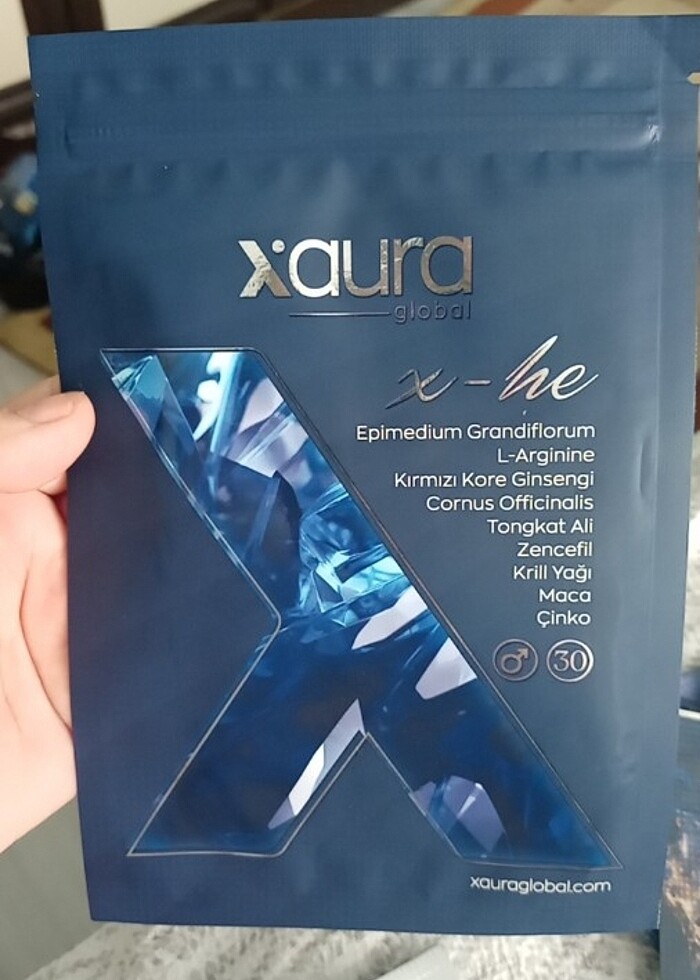 xaura
global
x-he
Epimedium Grandiflorum
L-Arginine
Kırmızı Kore Ginsengi
Cornus Officinalis
Tongkat Ali
Zencefil
Krill Yağı
Maca
Çinko
30
xauraglobal.com